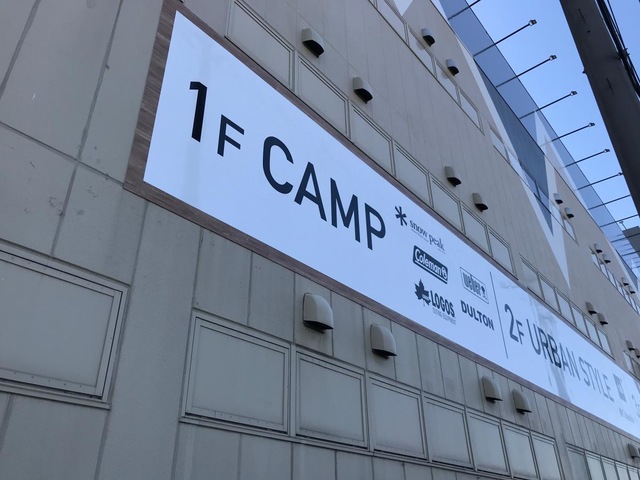 1F CAMP
snow peak
Coleman
weber
LOGOS
DULTON
2F URBAN STYLE